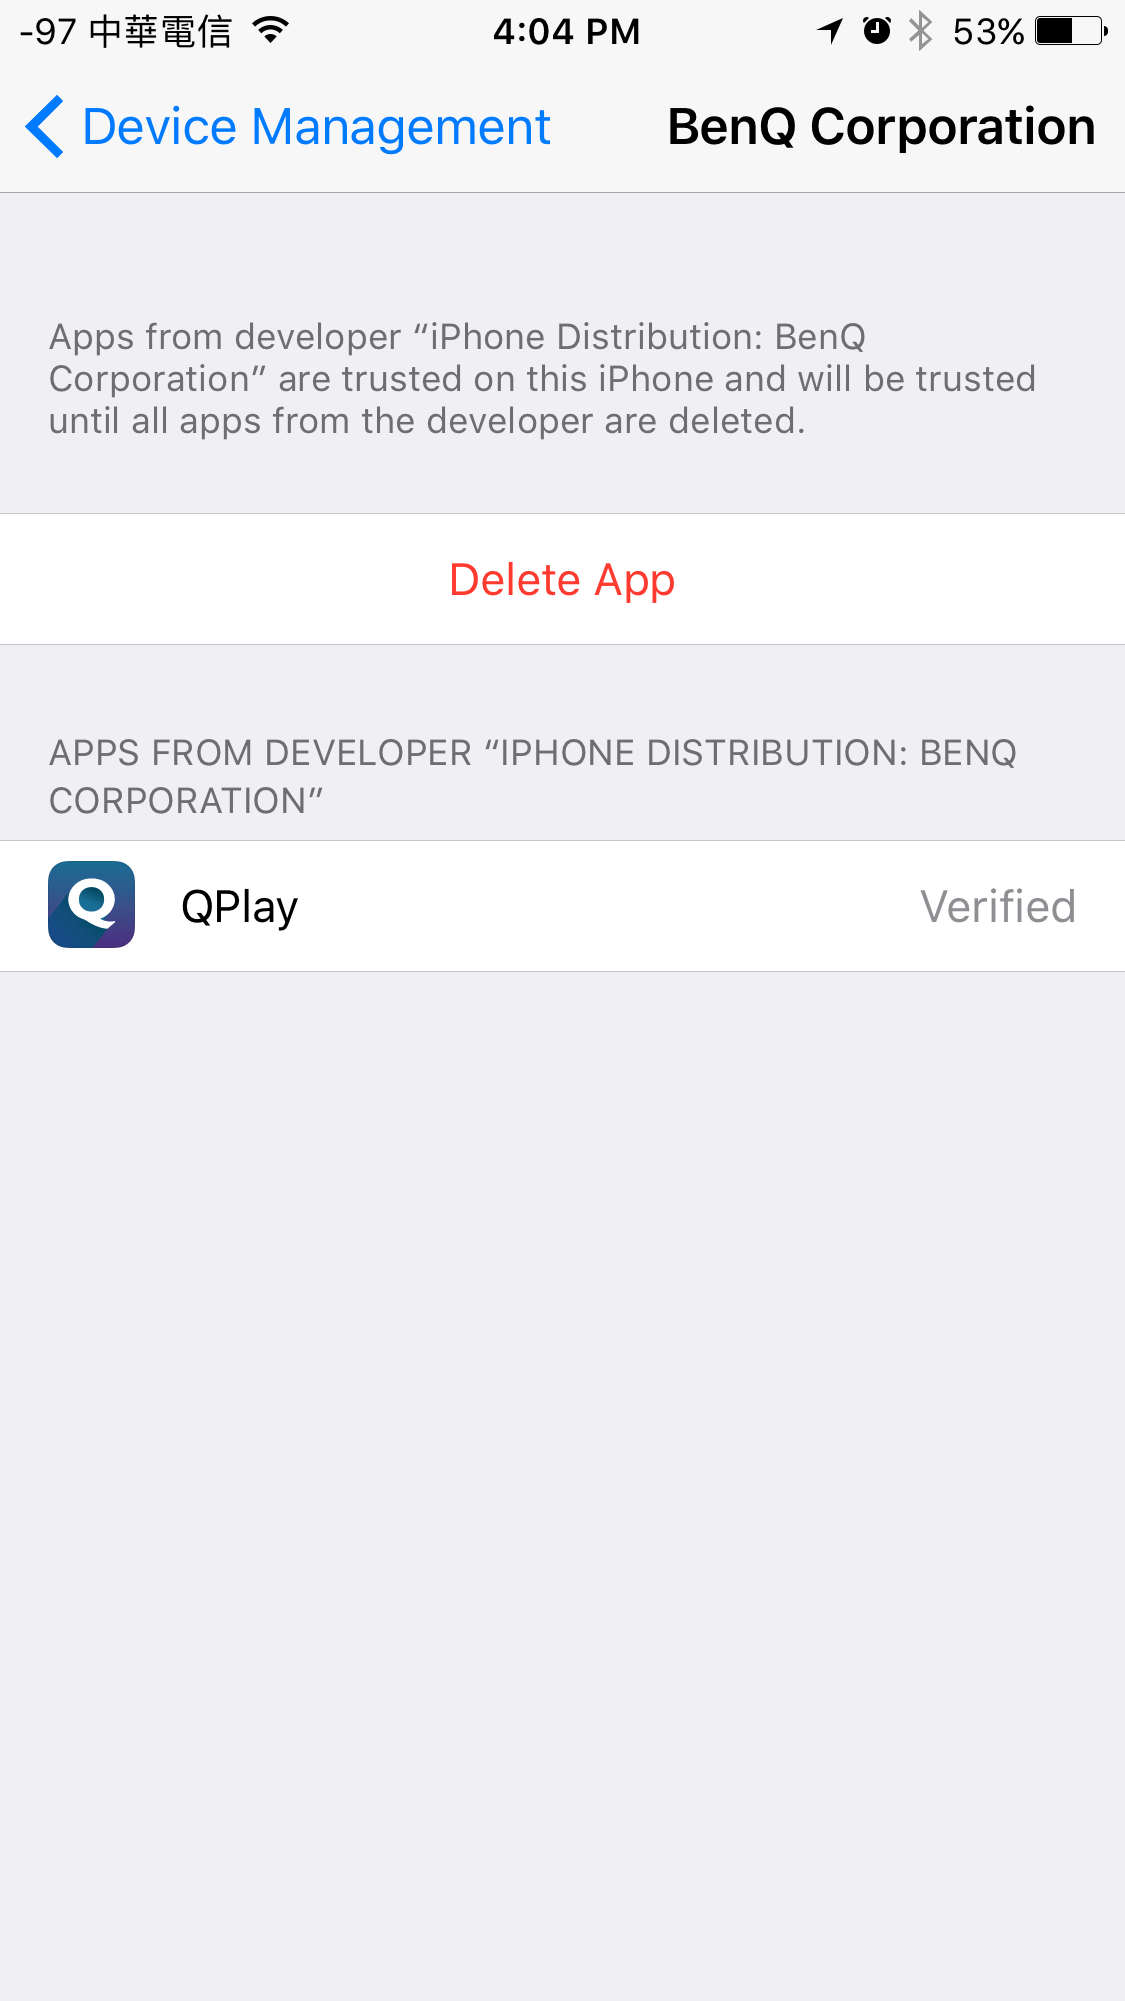 -97 中華電信 4:04 PM 53%
Device Management BenQ Corporation
Apps from developer “iPhone Distribution: BenQ
Corporation” are trusted on this iPhone and will be trusted
until all apps from the developer are deleted.
Delete App
APPS FROM DEVELOPER “IPHONE DISTRIBUTION: BENQ
CORPORATION”
Q QPlay Verified